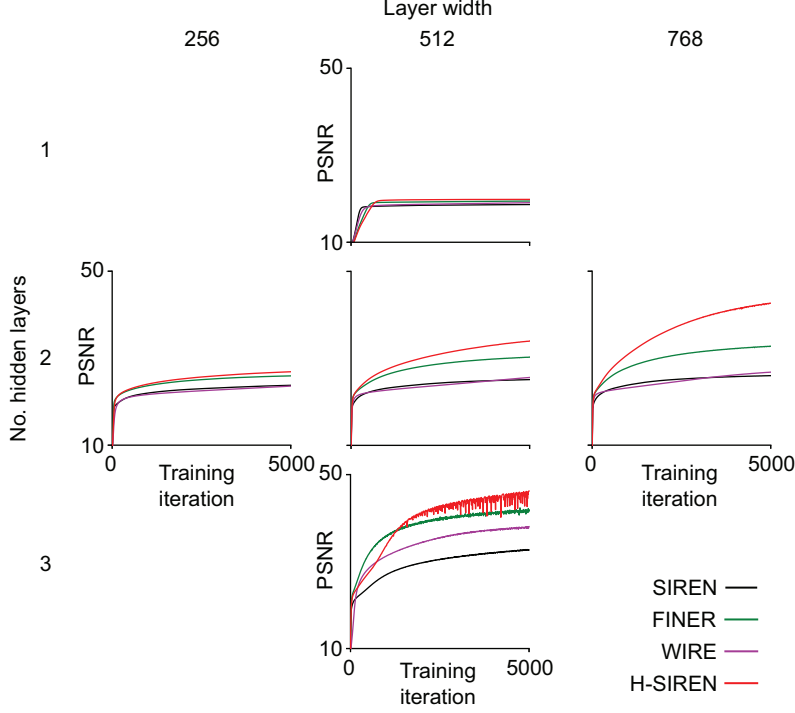 Layer width
256 512 768
50
1
PSNR
10
No. hidden layers
50
2
PSNR
10
0 5000 0 5000
Training
iteration
Training
iteration
50
3
PSNR
10
0 5000
Training
iteration
SIREN
FINER
WIRE
H-SIREN